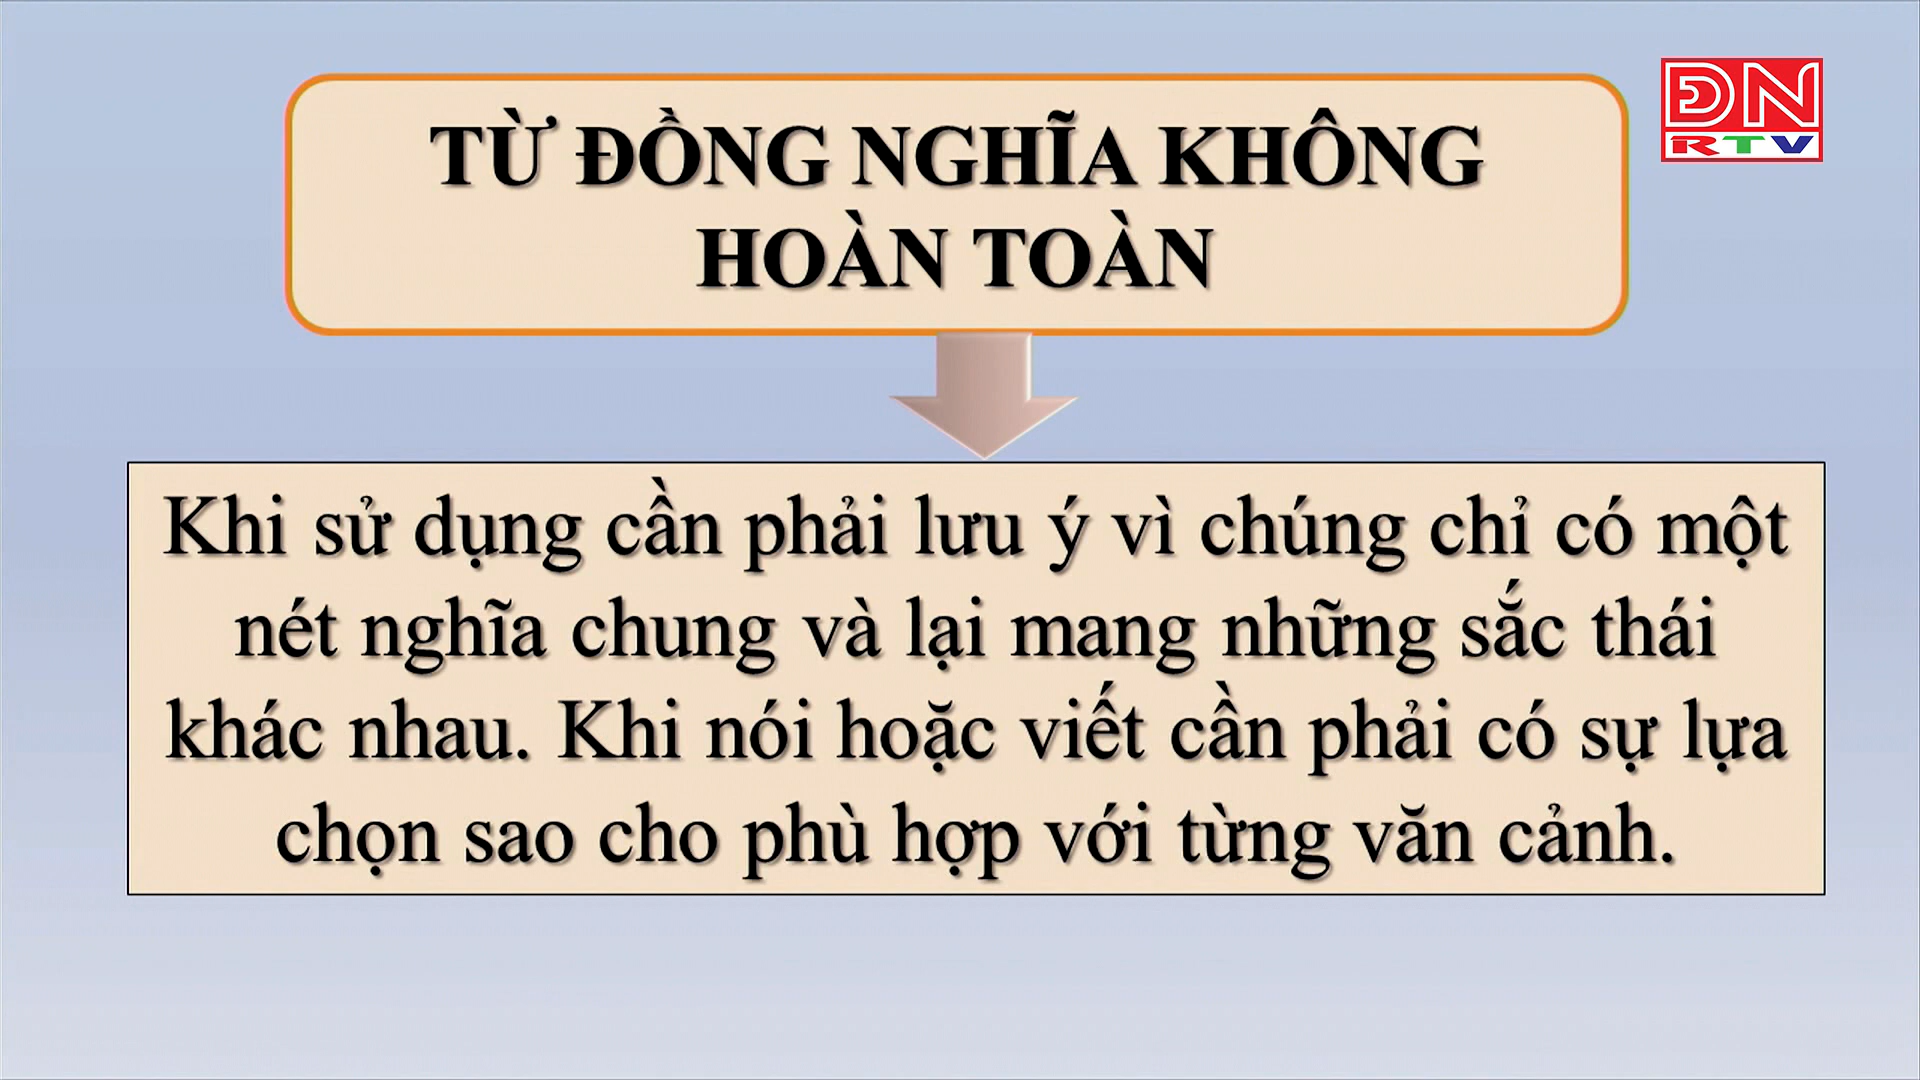 TỪ ĐỒNG NGHĨA KHÔNG
HOÀN TOÀN
ĐN
RTV
Khi sử dụng cần phải lưu ý vì chúng chỉ có một
nét nghĩa chung và lại mang những sắc thái
khác nhau. Khi nói hoặc viết cần phải có sự lựa
chọn sao cho phù hợp với từng văn cảnh.